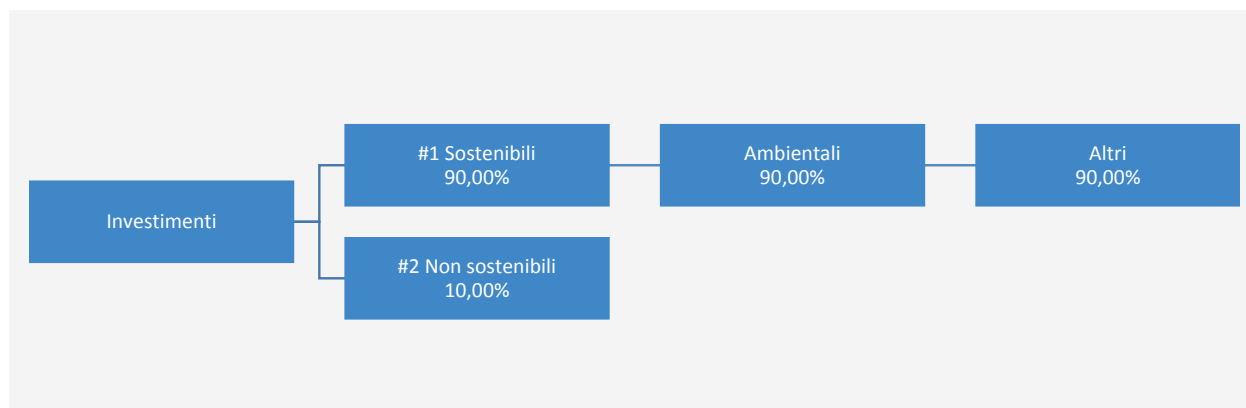 Investimenti
#1 Sostenibili
90,00%
Ambientali
90,00%
Altri
90,00%
#2 Non sostenibili
10,00%